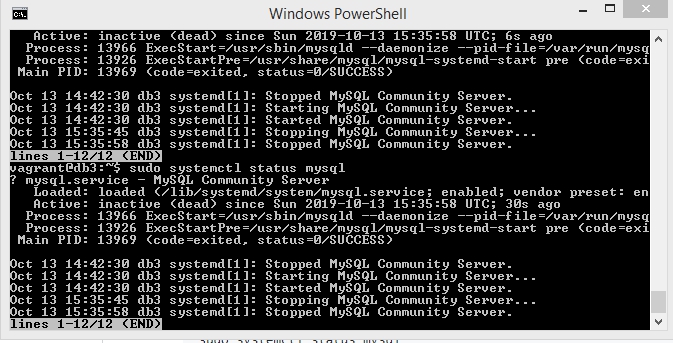 Windows PowerShell
Active: inactive (dead) since Sun 2019-10-13 15:35:58 UTC; 6s ago
Process: 13966 ExecStart=/usr/sbin/mysqld --daemonize --pid-file=/var/run/mysq
Process: 13926 ExecStartPre=/usr/share/mysql/mysql-systemd-start pre (code=exi
Main PID: 13969 (code=exited, status=0/SUCCESS)
Oct 13 14:42:30 db3 systemd[1]: Stopped MySQL Community Server.
Oct 13 14:42:30 db3 systemd[1]: Starting MySQL Community Server...
Oct 13 14:42:30 db3 systemd[1]: Started MySQL Community Server.
Oct 13 15:35:45 db3 systemd[1]: Stopping MySQL Community Server...
Oct 13 15:35:58 db3 systemd[1]: Stopped MySQL Community Server.
lines 1-12/12 (END)
vagrant@db3:~$ sudo systemctl status mysql
? mysql.service - MySQL Community Server
Loaded: loaded (/lib/systemd/system/mysql.service; enabled; vendor preset: en
Active: inactive (dead) since Sun 2019-10-13 15:35:58 UTC; 30s ago
Process: 13966 ExecStart=/usr/sbin/mysqld --daemonize --pid-file=/var/run/mysq
Process: 13926 ExecStartPre=/usr/share/mysql/mysql-systemd-start pre (code=exi
Main PID: 13969 (code=exited, status=0/SUCCESS)
Oct 13 14:42:30 db3 systemd[1]: Stopped MySQL Community Server.
Oct 13 14:42:30 db3 systemd[1]: Starting MySQL Community Server...
Oct 13 14:42:30 db3 systemd[1]: Started MySQL Community Server.
Oct 13 15:35:45 db3 systemd[1]: Stopping MySQL Community Server...
Oct 13 15:35:58 db3 systemd[1]: Stopped MySQL Community Server.
lines 1-12/12 (END)
sudo systemctl status mysql